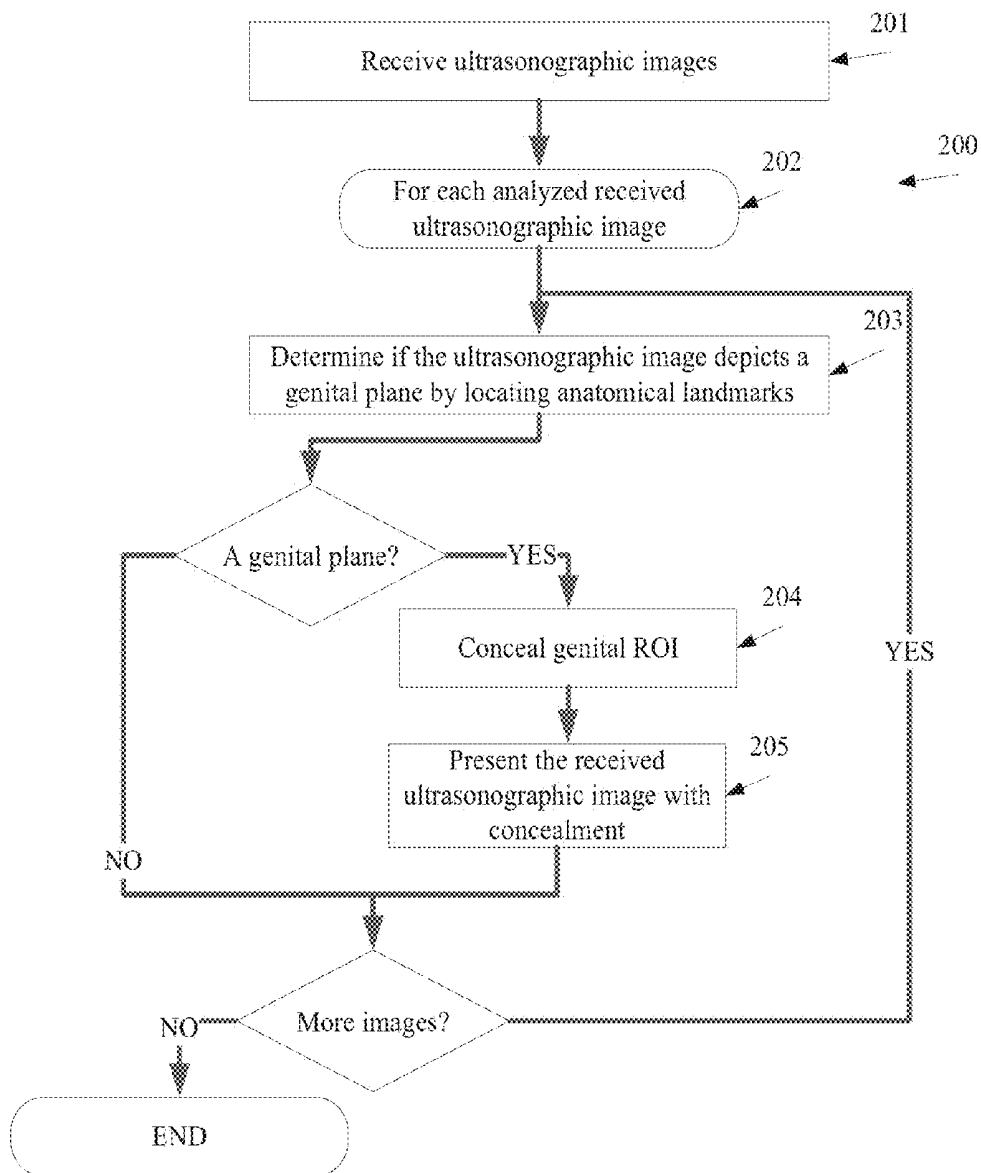 201
Receive ultrasonographic images
200
202
For each analyzed received
ultrasonographic image
203
Determine if the ultrasonographic image depicts a
genital plane by locating anatomical landmarks
A genital plane?
YES
204
Conceal genital ROI
YES
205
Present the received
ultrasonographic image with
concealment
NO
More images?
NO
END